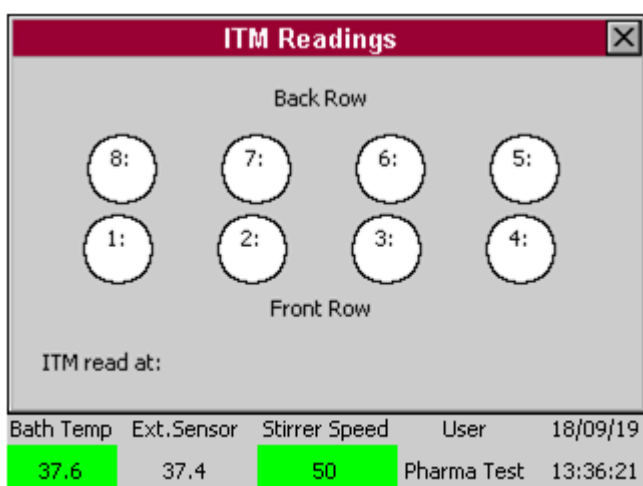 ITM Readings
Back Row
8: 7: 6: 5:
1: 2: 3: 4:
Front Row
ITM read at:
Bath Temp Ext.Sensor Stirrer Speed User 18/09/19
37.6 37.4 50 Pharma Test 13:36:21